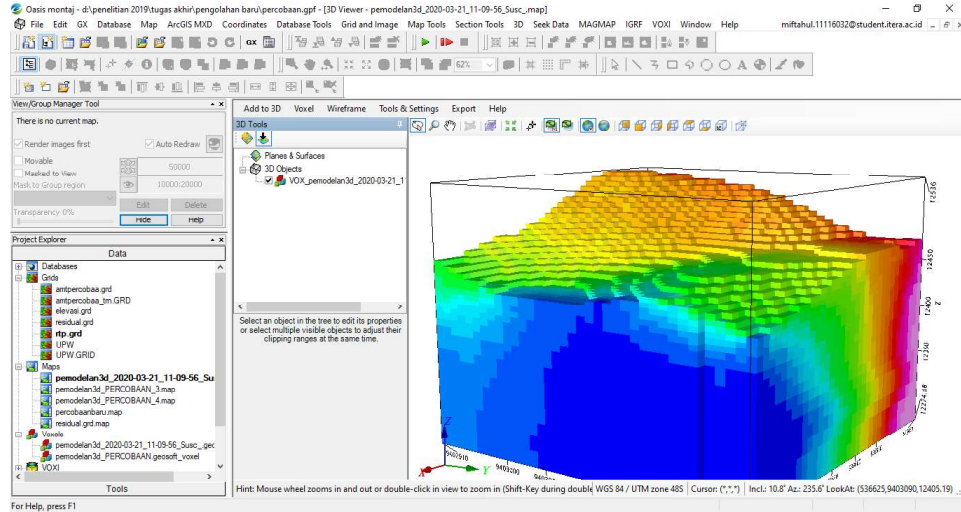 Oasis montaj - d:\penelitian 2019\tugas akhir\pengolahan baru\percobaan.gpf - [3D Viewer - pemodelan3d_2020-03-21_11-09-56_Susc_.map]
File Edit GX Database Map ArcGIS MXD Coordinates Database Tools Grid and Image Map Tools Section Tools 3D Seek Data MAGMAP IGRF VOXI Window Help miftahul.11116032@student.itera.ac.id
GX
62%
View/Group Manager Tool
There is no current map.
Render images first Auto Redraw
Movable
Masked to View
50000
Mask to Group region
10000:20000
Edit Delete
Transparency 0%
Hide Help
Project Explorer
Data
Databases
Grids
amtpercobaa.grd
amtpercobaa_tm.GRD
elevasi.grd
residual.grd
rtp.grd
UPW
UPW.GRID
Maps
pemodelan3d_2020-03-21_11-09-56_Su
pemodelan3d_PERCOBAAN_3.map
pemodelan3d_PERCOBAAN_4.map
percobaanbaru.map
residual.grd.map
Voxels
pemodelan3d_2020-03-21_11-09-56_Susc_.geo
pemodelan3d_PERCOBAAN.geosoft_voxel
VOXI
Tools
Add to 3D Voxel Wireframe Tools & Settings Export Help
3D Tools
Planes & Surfaces
3D Objects
VOX_pemodelan3d_2020-03-21_1
Select an object in the tree to edit its properties
or select multiple visible objects to adjust their
clipping ranges at the same time.
12536
12450
Z
12400
12350
12274.68
Z
X
Y
9402910
9403000
Hint: Mouse wheel zooms in and out or double-click in view to zoom in (Shift-Key during double WGS 84 / UTM zone 48S Cursor: (*,*,*) Incl.: 10.8° Az.: 235.6° LookAt: (536625,9403090,12405.19)
For Help, press F1